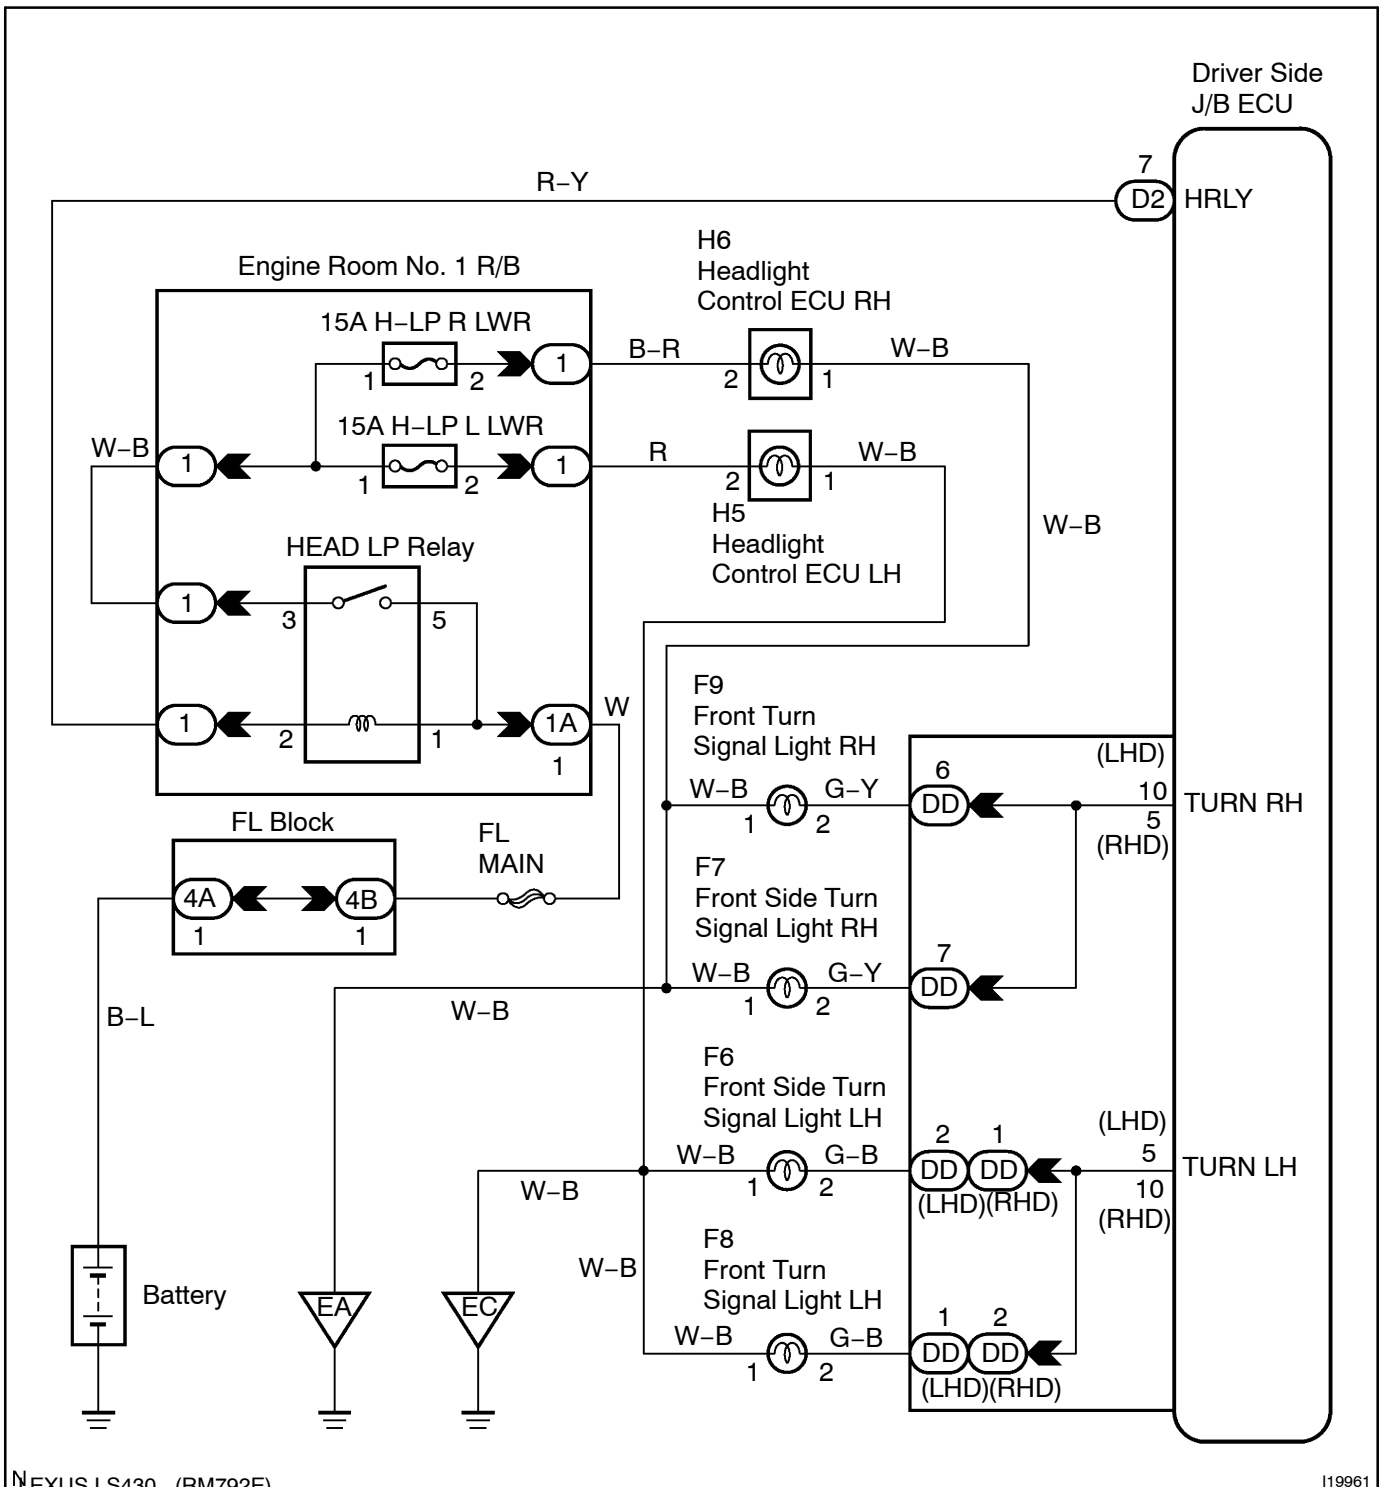 Driver Side
J/B ECU
7
R–Y
D2
HRLY
H6
Headlight
Control ECU RH
Engine Room No. 1 R/B
15A H–LP R LWR
1
2
1
B–R
2
1
W–B
15A H–LP L LWR
W–B
1
1
2
1
R
2
1
W–B
H5
Headlight
Control ECU LH
W–B
HEAD LP Relay
1
3
5
1
2
1
1A
1
W
F9
Front Turn
Signal Light RH
W–B
G–Y
1
2
6
DD
(LHD)
10
5
(RHD)
TURN RH
FL Block
4A
4B
1
1
FL
MAIN
F7
Front Side Turn
Signal Light RH
W–B
G–Y
1
2
7
DD
W–B
B–L
F6
Front Side Turn
Signal Light LH
W–B
G–B
1
2
2
1
DD
DD
(LHD)(RHD)
(LHD)
5
10
(RHD)
TURN LH
W–B
W–B
F8
Front Turn
Signal Light LH
W–B
G–B
1
2
1
2
DD
DD
(LHD)(RHD)
Battery
EA
EC
N
EXUS LS430 (RM792E)
I19961